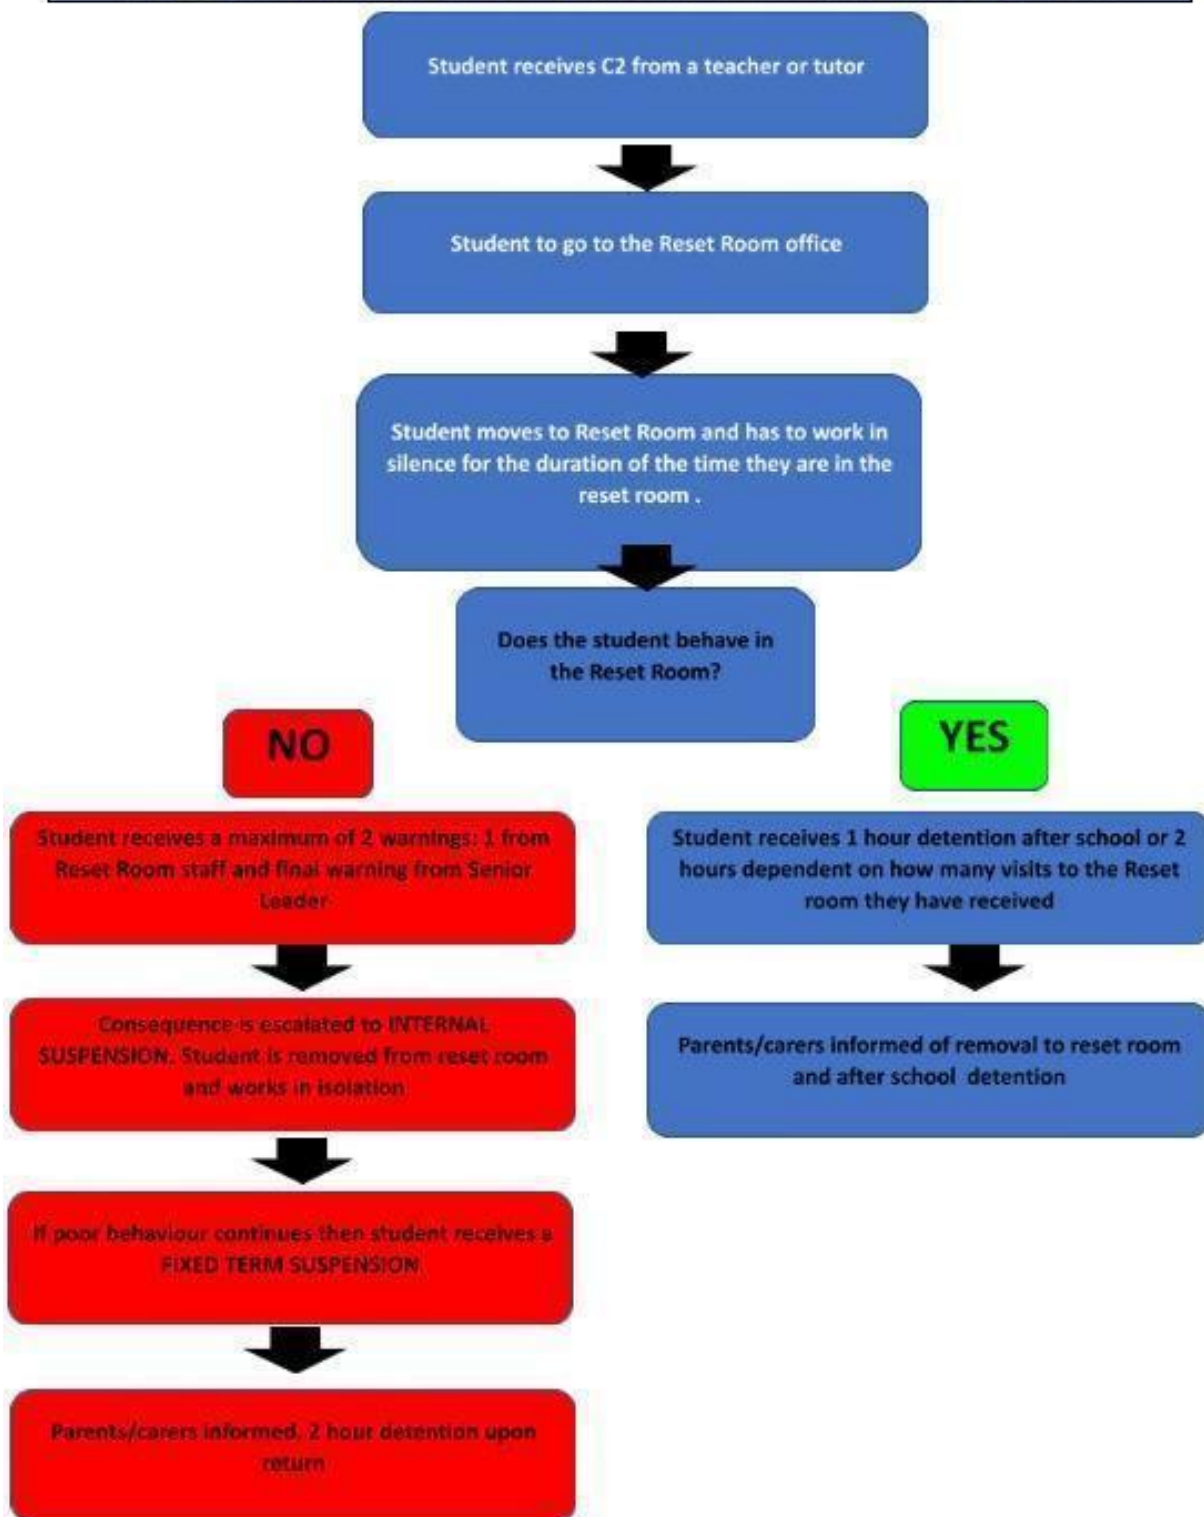 Student receives C2 from a teacher or tutor
Student to go to the Reset Room office
Student moves to Reset Room and has to work in
silence for the duration of the time they are in the
reset room .
Does the student behave in
the Reset Room?
NO
YES
Student receives a maximum of 2 warnings: 1 from
Reset Room staff and final warning from Senior
Leader
Consequence is escalated to INTERNAL
SUSPENSION. Student is removed from reset room
and works in isolation
If poor behaviour continues then student receives a
FIXED TERM SUSPENSION
Parents/carers informed. 2 hour detention upon
return
Student receives 1 hour detention after school or 2
hours dependent on how many visits to the Reset
room they have received
Parents/carers informed of removal to reset room
and after school detention